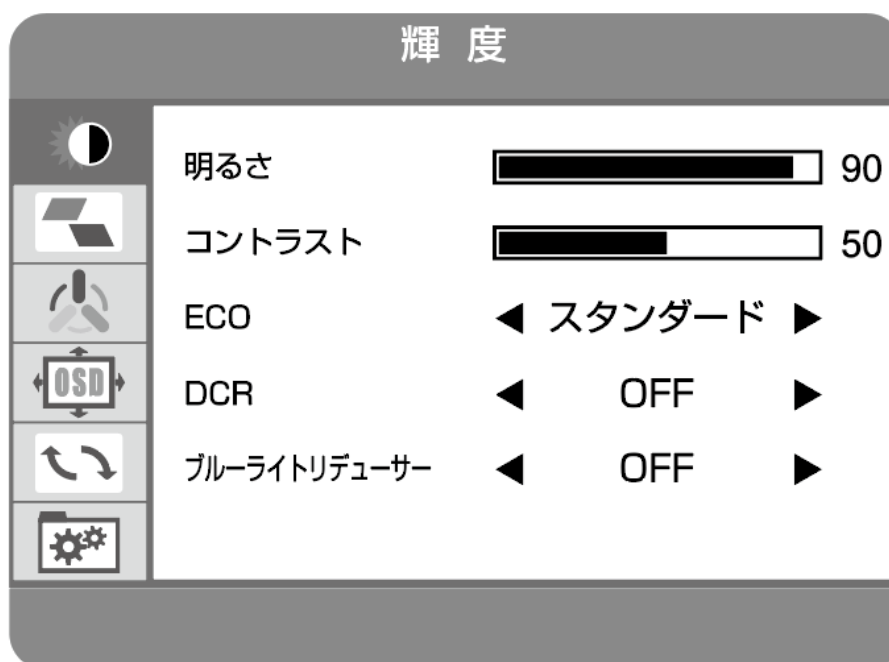 輝 度
明るさ 90
コントラスト 50
ECO スタンダード
DCR OFF
ブルーライトリデューサー OFF
OSD